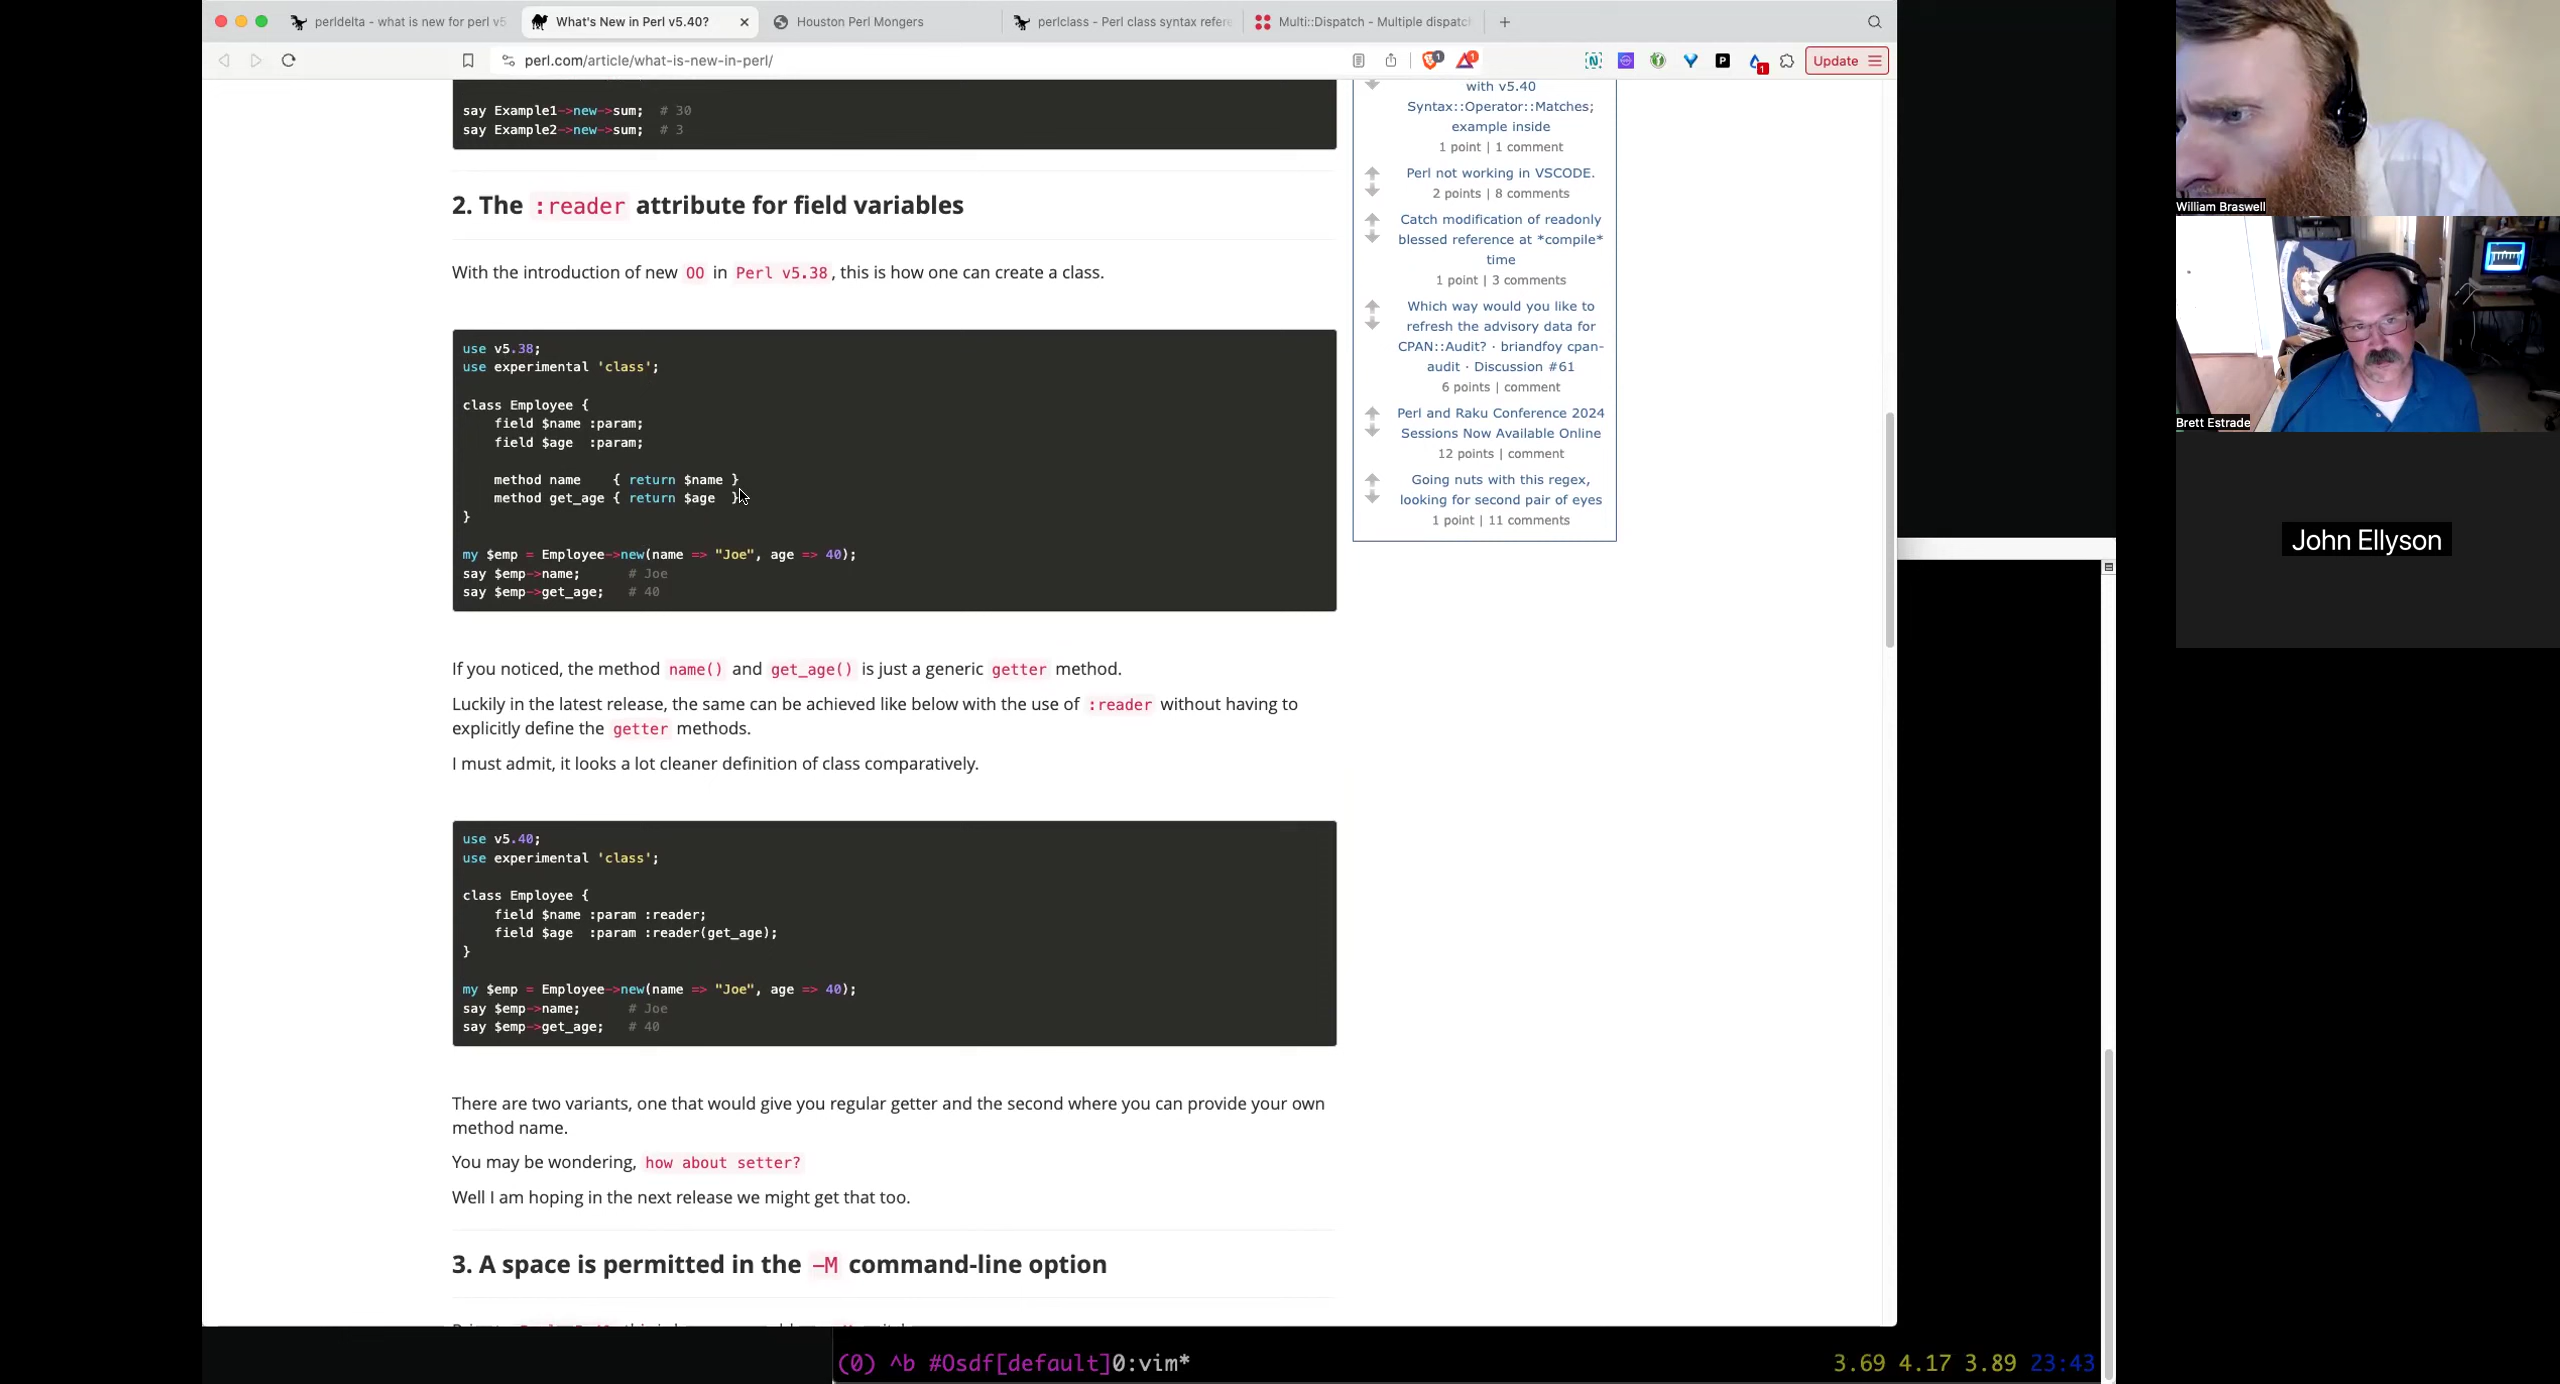 perldelta - what is new for perl v5
What's New in Perl v5.40?
Houston Perl Mongers
perlclass - Perl class syntax refere
Multi::Dispatch - Multiple dispatc
perl.com/article/what-is-new-in-perl/
1
1
N
P
1
Update
say Example1->new->sum;  # 30
say Example2->new->sum;  # 3
2. The :reader attribute for field variables
With the introduction of new OO in Perl v5.38, this is how one can create a class.
use v5.38;
use experimental 'class';
class Employee {
field $name :param;
field $age  :param;
method name    { return $name }
method get_age { return $age  }
}
my $emp = Employee->new(name => "Joe", age => 40);
say $emp->name;      # Joe
say $emp->get_age;   # 40
If you noticed, the method name() and get_age() is just a generic getter method.
Luckily in the latest release, the same can be achieved like below with the use of :reader without having to
explicitly define the getter methods.
I must admit, it looks a lot cleaner definition of class comparatively.
use v5.40;
use experimental 'class';
class Employee {
field $name :param :reader;
field $age  :param :reader(get_age);
}
my $emp = Employee->new(name => "Joe", age => 40);
say $emp->name;      # Joe
say $emp->get_age;   # 40
There are two variants, one that would give you regular getter and the second where you can provide your own
method name.
You may be wondering, how about setter?
Well I am hoping in the next release we might get that too.
3. A space is permitted in the -M command-line option
with v5.40
Syntax::Operator::Matches;
example inside
1 point | 1 comment
Perl not working in VSCODE.
2 points | 8 comments
Catch modification of readonly
blessed reference at *compile*
time
1 point | 3 comments
Which way would you like to
refresh the advisory data for
CPAN::Audit? · briandfoy cpan-
audit · Discussion #61
6 points | comment
Perl and Raku Conference 2024
Sessions Now Available Online
12 points | comment
Going nuts with this regex,
looking for second pair of eyes
1 point | 11 comments
William Braswell
Brett Estrade
John Ellyson
(0) ^b #Osdf[default]0:vim*
3.69 4.17 3.89 23:43